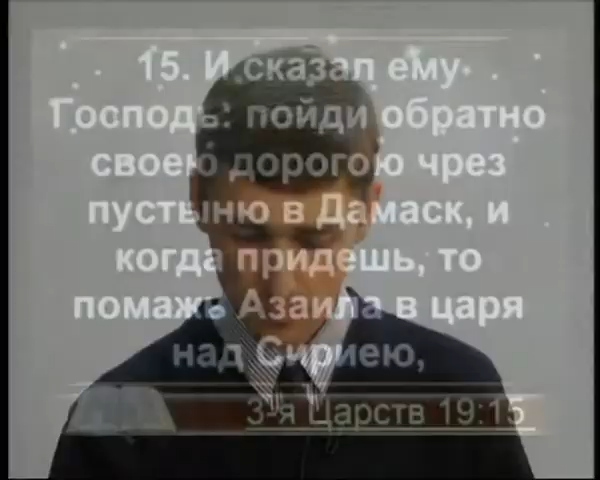 15. И сказал ему
Господь: пойди обратно
своею дорогою чрез
пустыню в Дамаск, и
когда придешь, то
помажь Азаила в царя
над Сириею,
3-я Царств 19:15